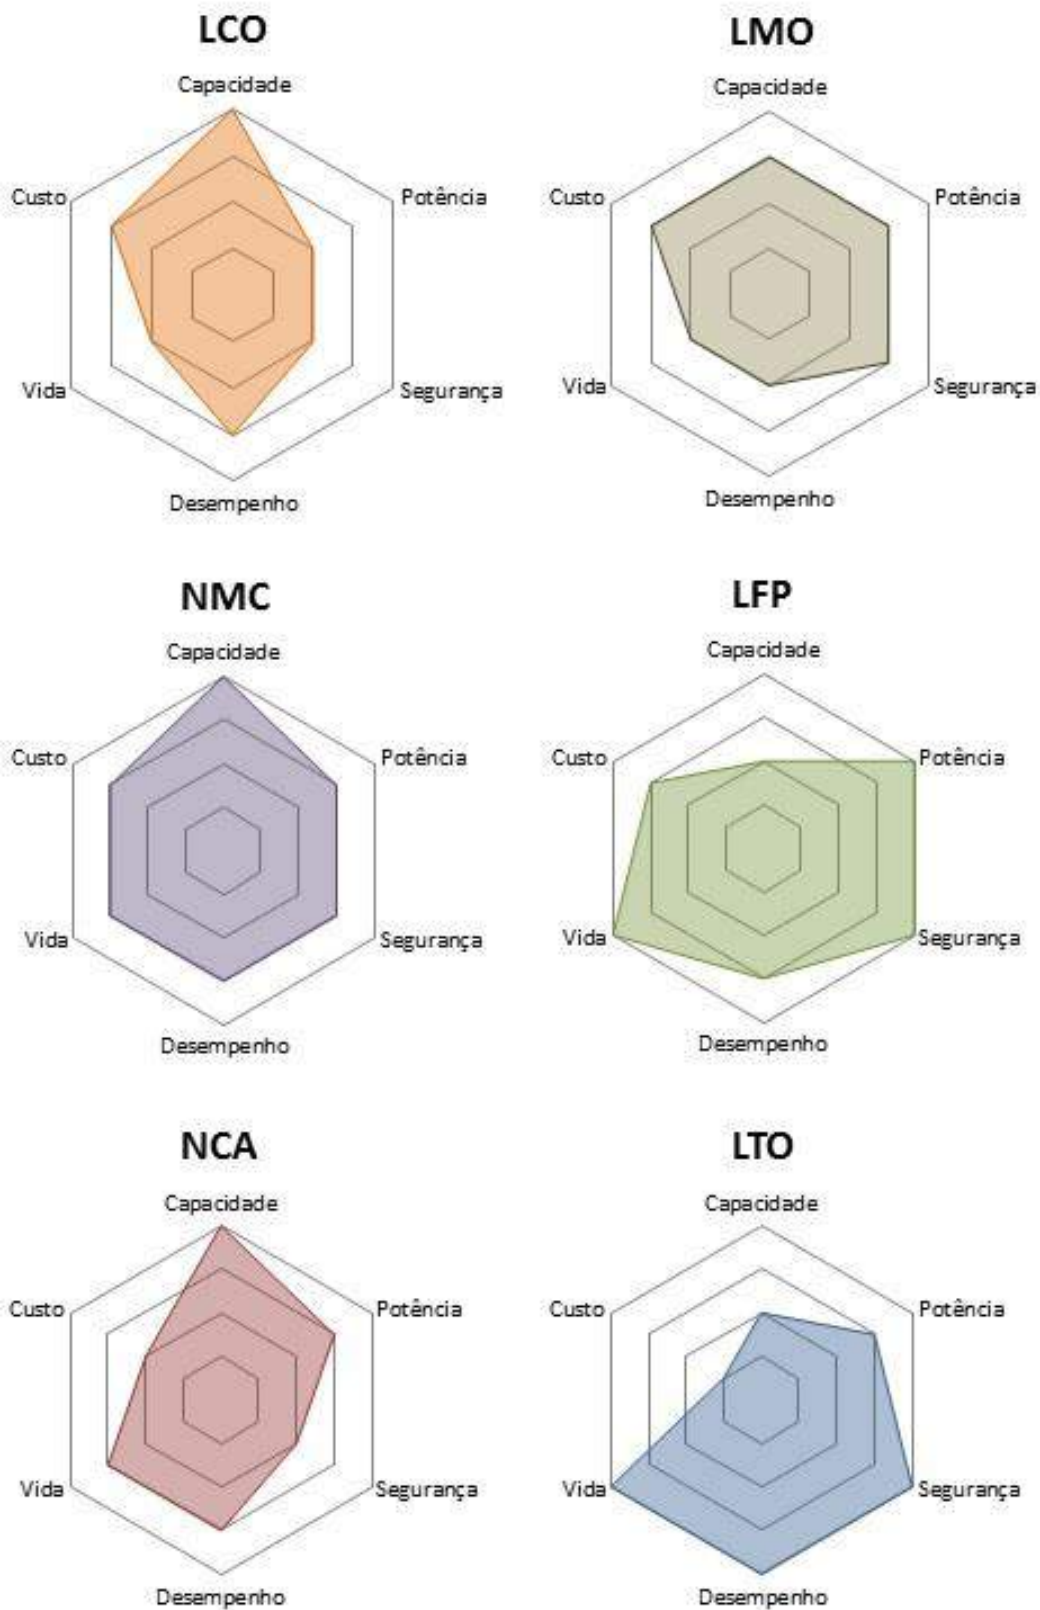 LCO
Capacidade
Custo
Potência
Vida
Segurança
Desempenho
LMO
Capacidade
Custo
Potência
Vida
Segurança
Desempenho
NMC
Capacidade
Custo
Potência
Vida
Segurança
Desempenho
LFP
Capacidade
Custo
Potência
Vida
Segurança
Desempenho
NCA
Capacidade
Custo
Potência
Vida
Segurança
Desempenho
LTO
Capacidade
Custo
Potência
Vida
Segurança
Desempenho